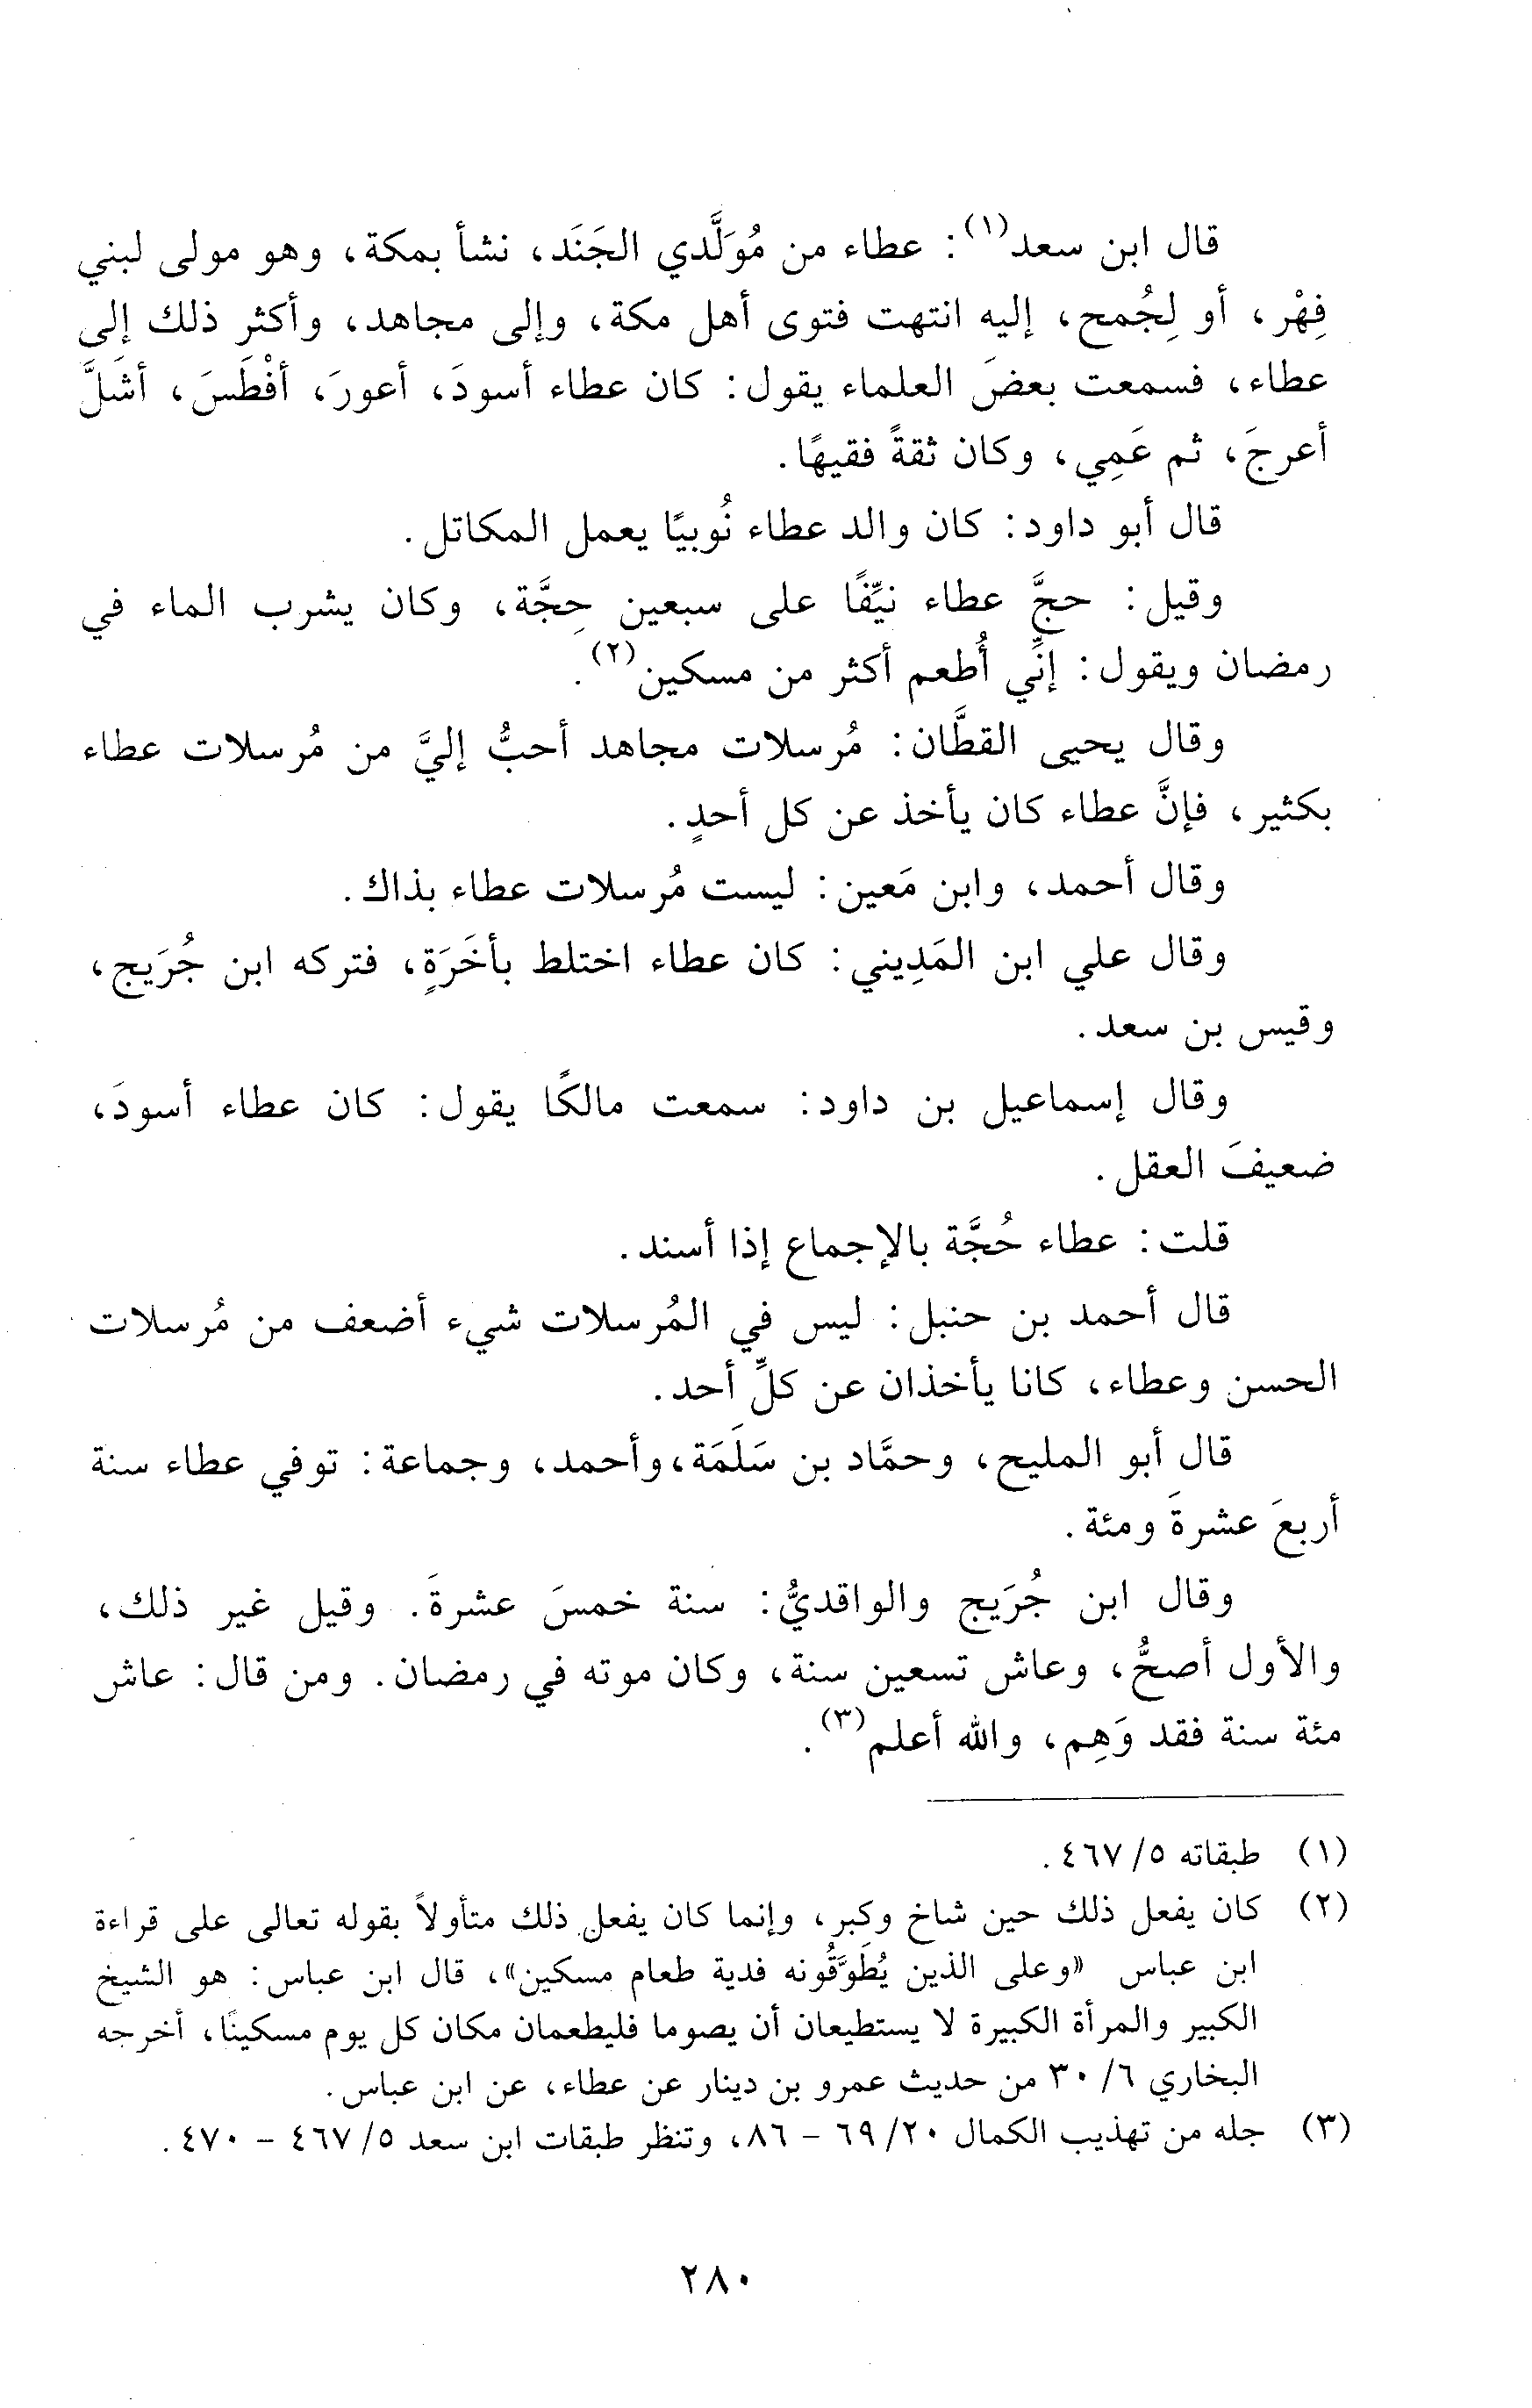 قال ابن سعد(١): عطاء من مُوَلَّدي الجَنَد، نشأ بمكة، وهو مولى لبني
فِهْر، أو لِجُمح، إليه انتهت فتوى أهل مكة، وإلى مجاهد، وأكثر ذلك إلى
عطاء، فسمعت بعضَ العلماء يقول: كان عطاء أسودَ، أعورَ، أفْطَسَ، أشَلَّ
أعرجَ، ثم عَمِي، وكان ثقةً فقيهًا.
قال أبو داود: كان والد عطاء نُوبيًا يعمل المكاتل.
وقيل: حجَّ عطاء نيِّفًا على سبعين حِجَّة، وكان يشرب الماء في
رمضان ويقول: إنِّي أُطعم أكثر من مسكين(٢).
وقال يحيى القطَّان: مُرسلات مجاهد أحبُّ إليَّ من مُرسلات عطاء
بكثير، فإنَّ عطاء كان يأخذ عن كل أحدٍ.
وقال أحمد، وابن مَعين: ليست مُرسلات عطاء بذاك.
وقال علي ابن المَدِيني: كان عطاء اختلط بأخَرَةٍ، فتركه ابن جُرَيج،
وقيس بن سعد.
وقال إسماعيل بن داود: سمعت مالكًا يقول: كان عطاء أسودَ،
ضعيفَ العقل.
قلت: عطاء حُجَّة بالإجماع إذا أسند.
قال أحمد بن حنبل: ليس في المُرسلات شيء أضعف من مُرسلات
الحسن وعطاء، كانا يأخذان عن كلِّ أحد.
قال أبو المليح، وحمَّاد بن سَلَمَة، وأحمد، وجماعة: توفي عطاء سنة
أربعَ عشرةَ ومئة.
وقال ابن جُرَيج والواقديُّ: سنة خمسَ عشرةَ. وقيل غير ذلك،
والأول أصحُّ، وعاش تسعين سنة، وكان موته في رمضان. ومن قال: عاش
مئة سنة فقد وَهِم، والله أعلم(٣).
(١) طبقاته ٥/ ٤٦٧.
(٢) كان يفعل ذلك حين شاخ وكبر، وإنما كان يفعل ذلك متأولاً بقوله تعالى على قراءة
ابن عباس «وعلى الذين يُطَوَّقُونه فدية طعام مسكين»، قال ابن عباس: هو الشيخ
الكبير والمرأة الكبيرة لا يستطيعان أن يصوما فليطعمان مكان كل يوم مسكينًا، أخرجه
البخاري ٦/ ٣٠ من حديث عمرو بن دينار عن عطاء، عن ابن عباس.
(٣) جله من تهذيب الكمال ٢٠/ ٦٩ - ٨٦، وتنظر طبقات ابن سعد ٥/ ٤٦٧ - ٤٧٠.
٢٨٠